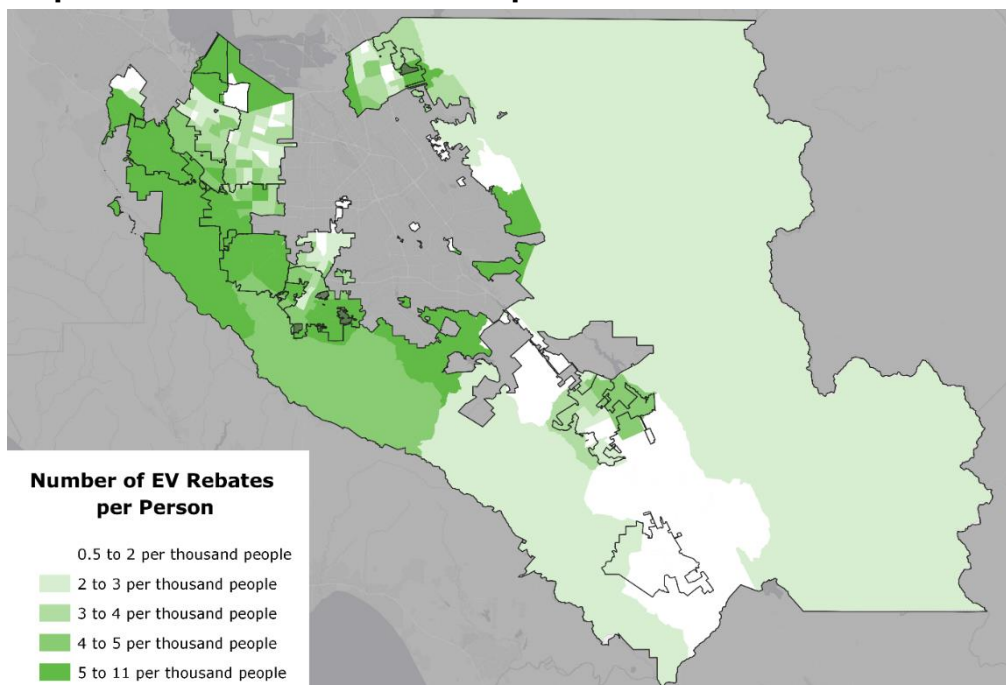 Number of EV Rebates
per Person
0.5 to 2 per thousand people
2 to 3 per thousand people
3 to 4 per thousand people
4 to 5 per thousand people
5 to 11 per thousand people